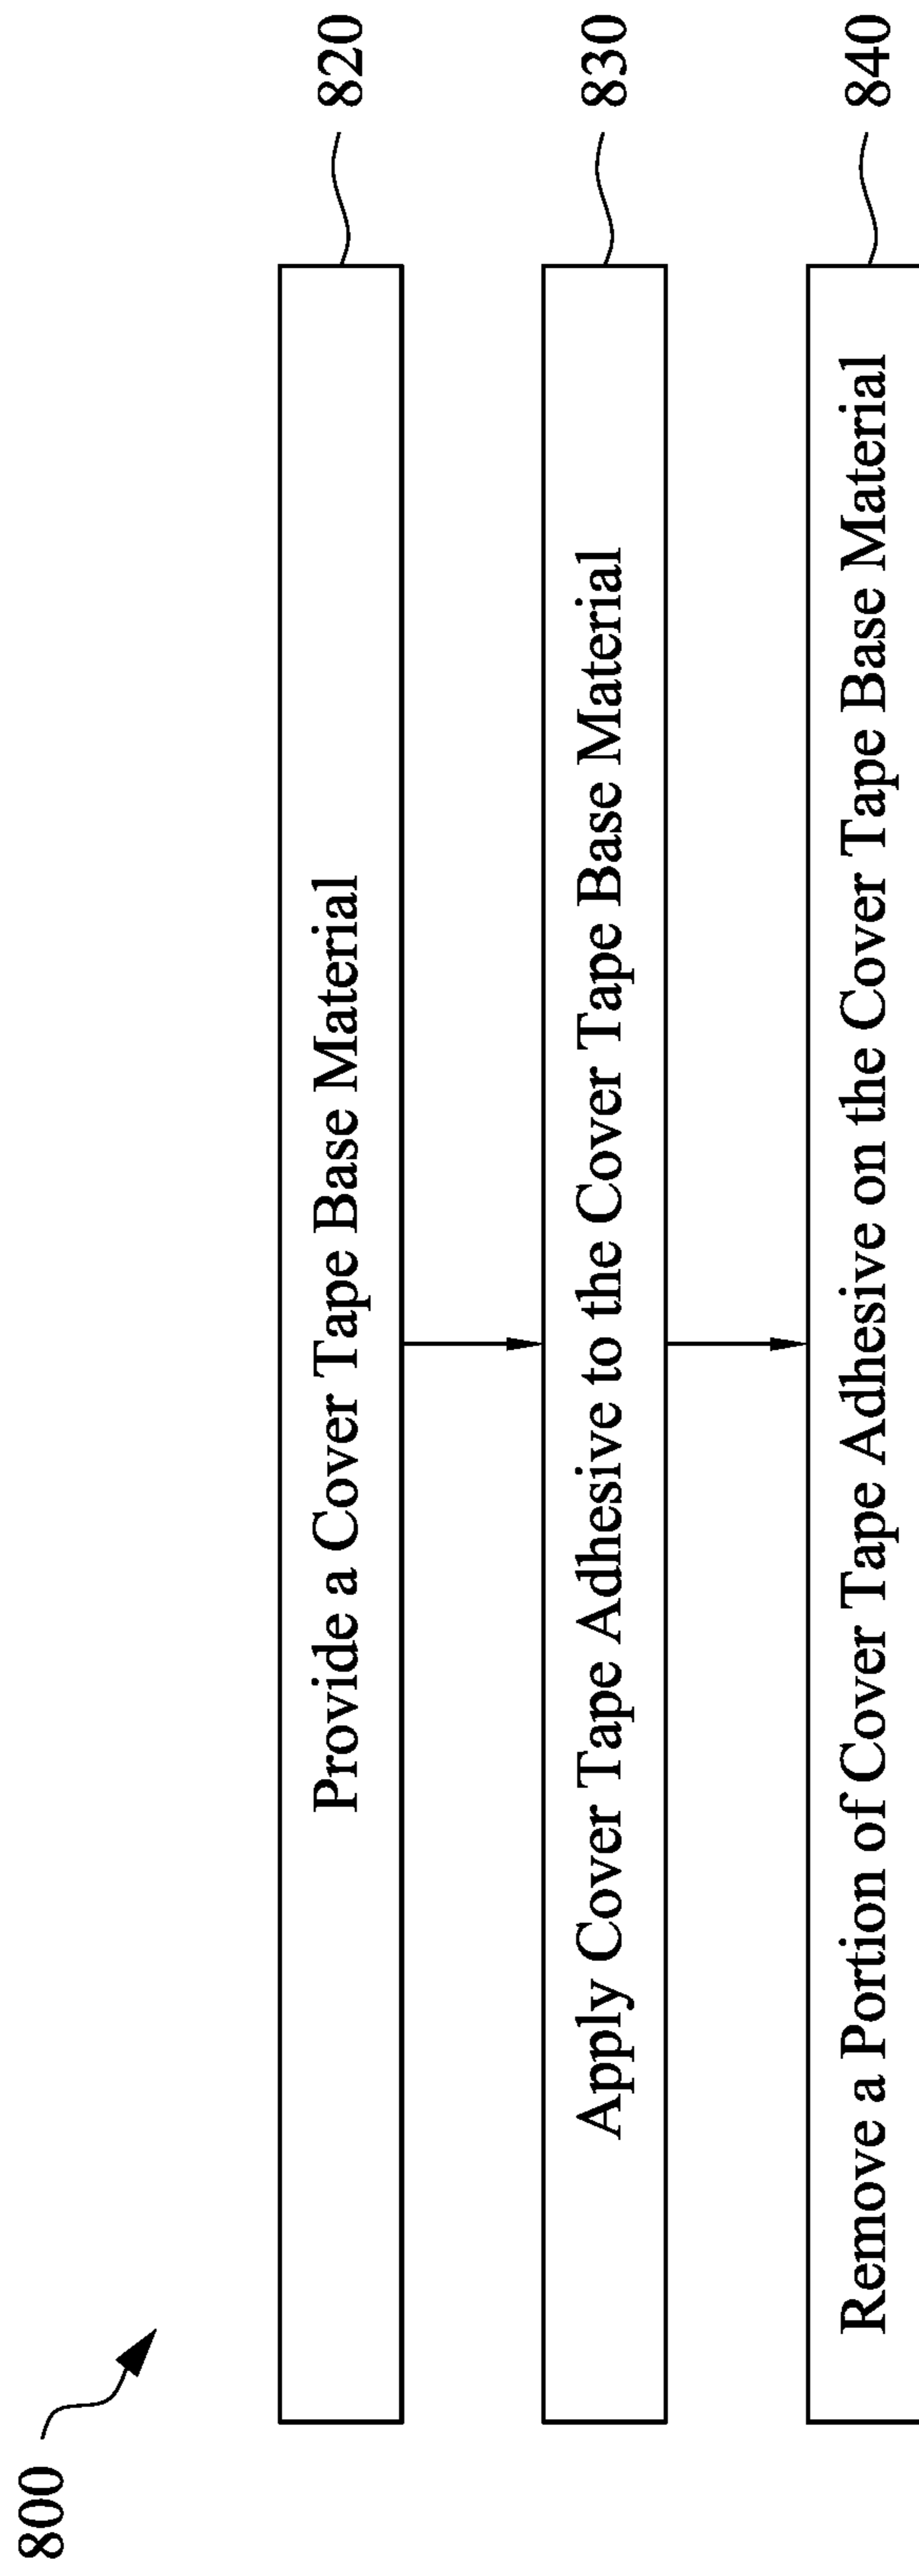 800
Provide a Cover Tape Base Material
820
Apply Cover Tape Adhesive to the Cover Tape Base Material
830
Remove a Portion of Cover Tape Adhesive on the Cover Tape Base Material
840